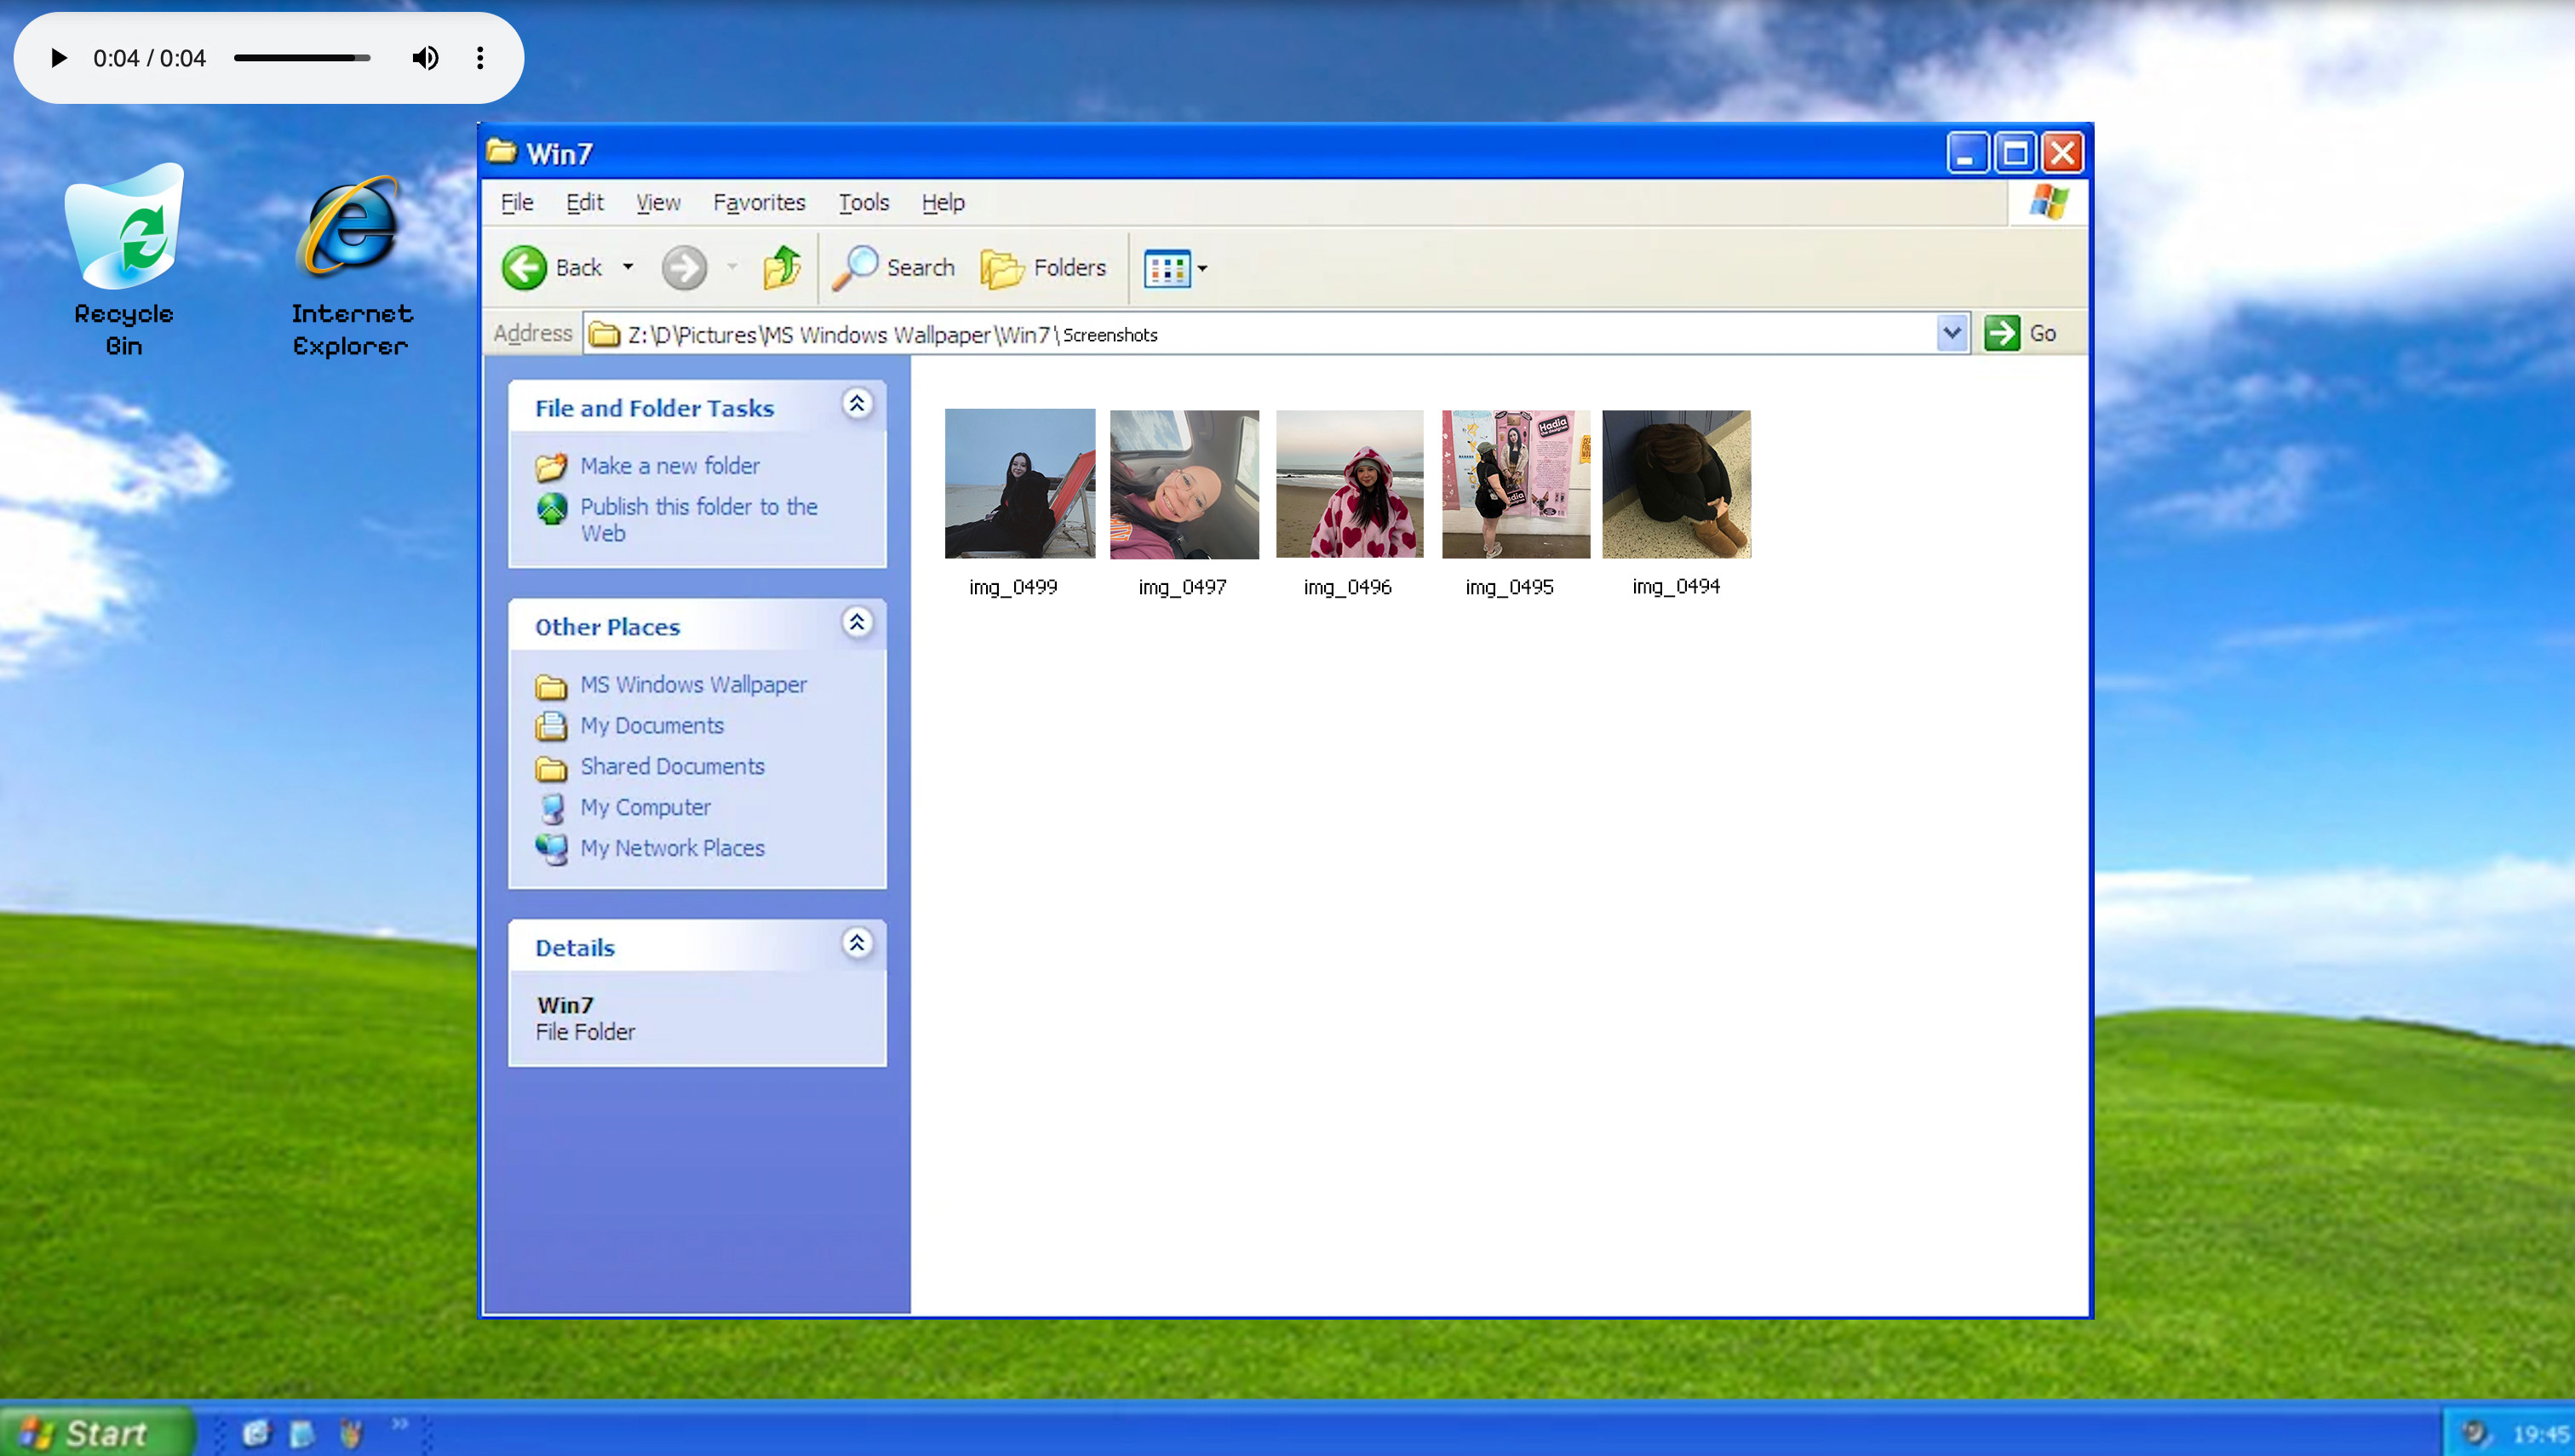 0:04 / 0:04
Recycle
Bin
Internet
Explorer
Win7
File Edit View Favorites Tools Help
Back Search Folders
Address Z:\D\Pictures\MS Windows Wallpaper\Win7\ Screenshots Go
File and Folder Tasks
Make a new folder
Publish this folder to the
Web
Other Places
MS Windows Wallpaper
My Documents
Shared Documents
My Computer
My Network Places
Details
Win7
File Folder
Hadia
img_0499 img_0497 img_0496 img_0495 img_0494
Start
19:45